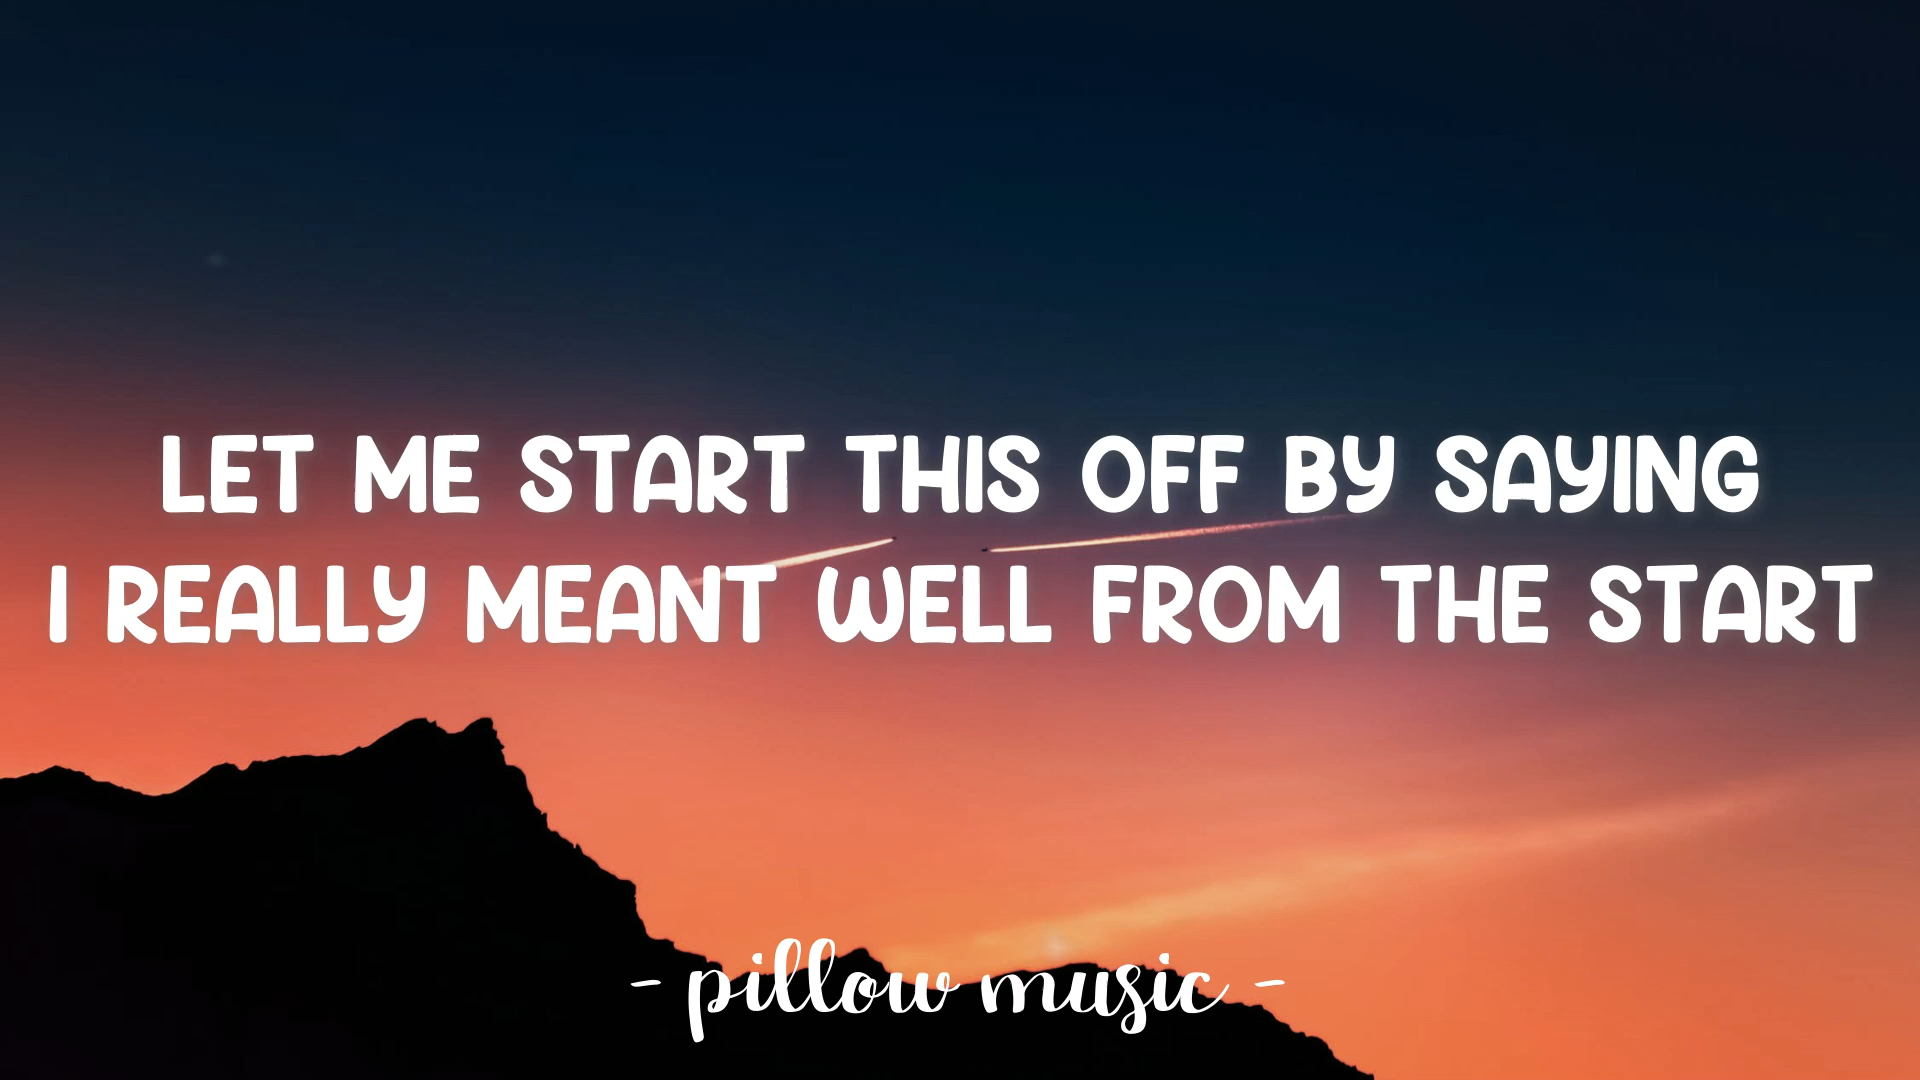 LET ME START THIS OFF BY SAYING
I REALLY MEANT WELL FROM THE START
- pillow music -